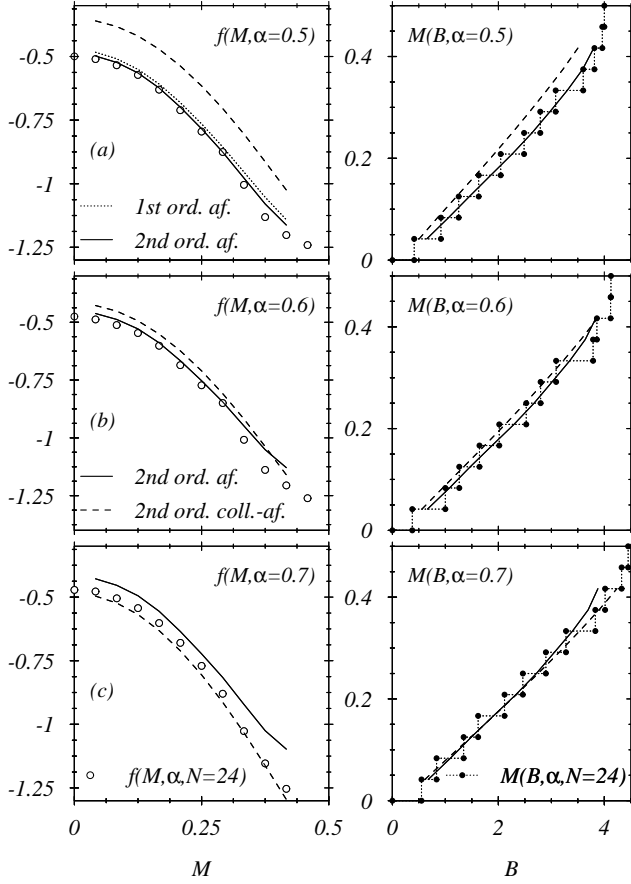 f(M,α=0.5)
-0.5
-0.75
-1
-1.25
(a)
1st ord. af.
2nd ord. af.
M(B,α=0.5)
0.4
0.2
0
f(M,α=0.6)
-0.5
-0.75
-1
-1.25
(b)
2nd ord. af.
2nd ord. coll.-af.
M(B,α=0.6)
0.4
0.2
0
f(M,α=0.7)
-0.5
-0.75
-1
-1.25
(c)
f(M,α,N=24)
0
0.25
0.5
M
M(B,α=0.7)
0.4
0.2
0
M(B,α,N=24)
0
2
4
B